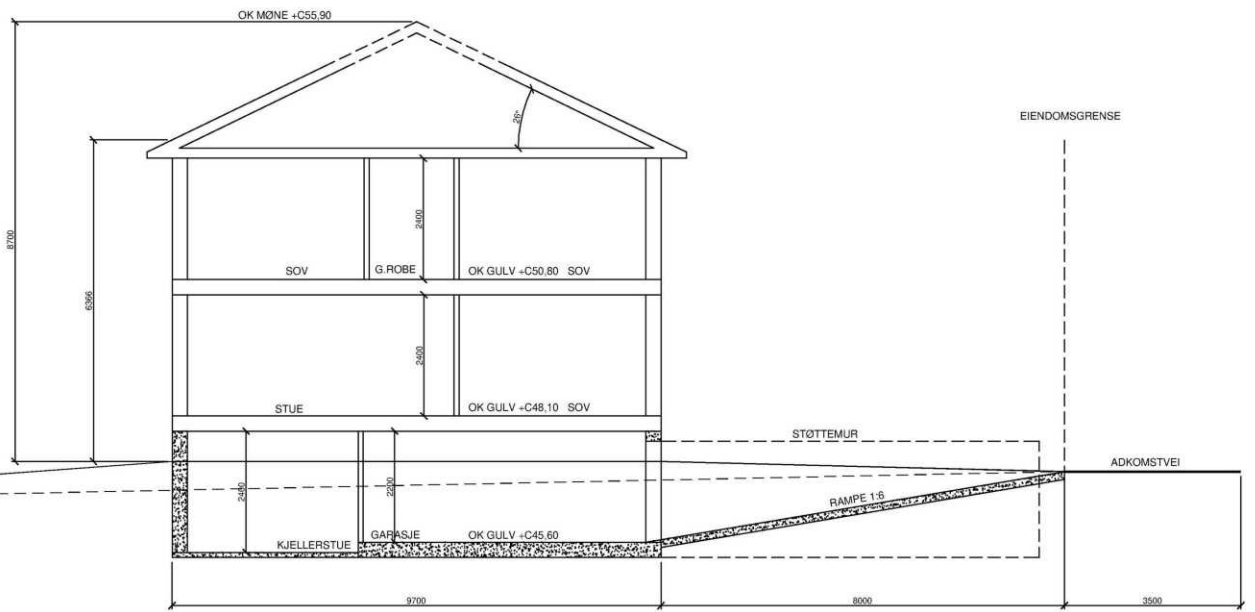 OK MØNE +C55,90
EIENDOMSGRENSE
26°
8700
6366
2400
SOV G.ROBE OK GULV +C50,80 SOV
2400
STUE OK GULV +C48,10 SOV
STØTTEMUR
ADKOMSTVEI
2400
2200
RAMPE 1:6
KJELLERSTUE GARASJE OK GULV +C45,60
9700 8000 3500